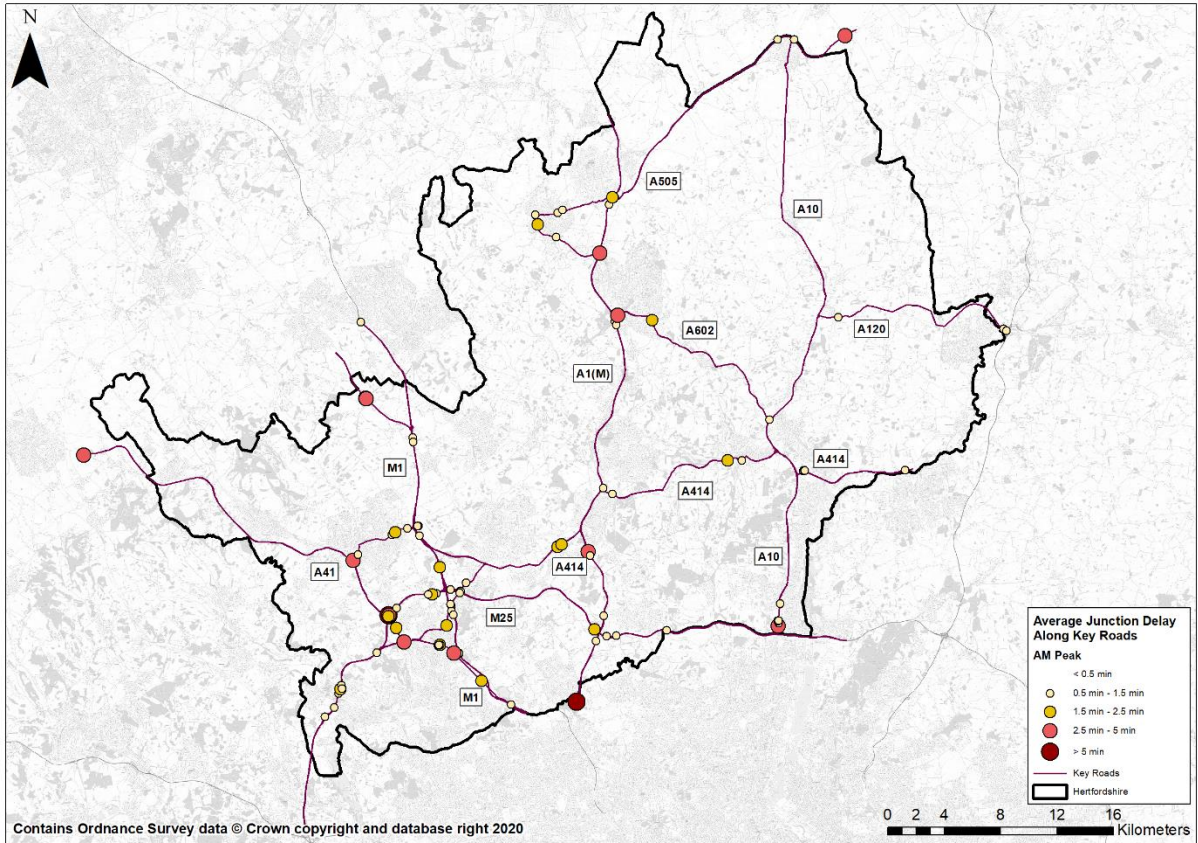 N
A505
A10
A602
A120
A1(M)
M1
A414
A414
A10
A414
A41
M25
M1
Average Junction Delay
Along Key Roads
AM Peak
< 0.5 min
0.5 min - 1.5 min
1.5 min - 2.5 min
2.5 min - 5 min
> 5 min
Key Roads
Hertfordshire
0 2 4 8 12 16
Kilometers
Contains Ordnance Survey data © Crown copyright and database right 2020